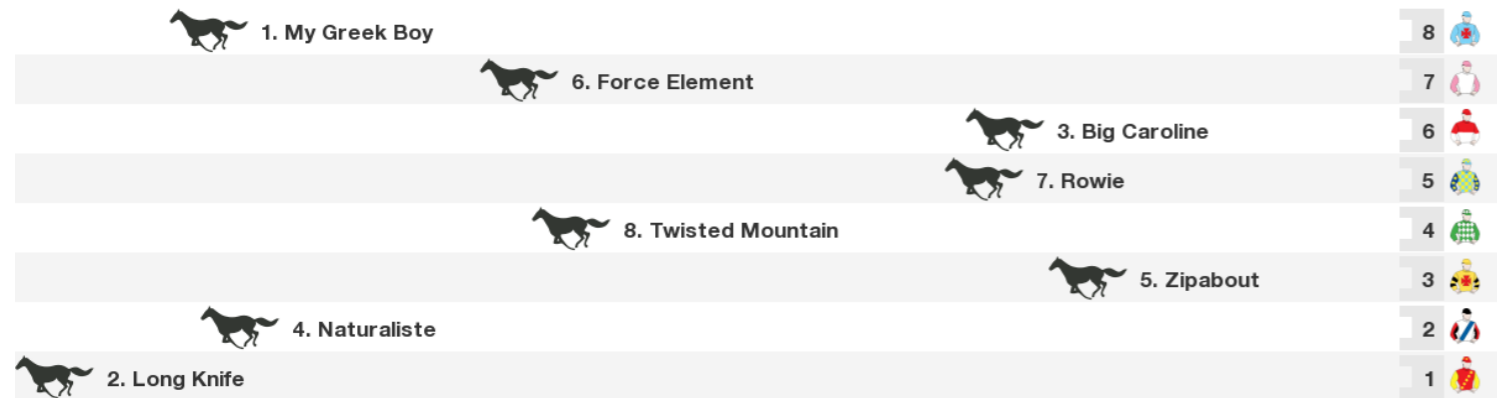 1. My Greek Boy 8
6. Force Element 7
3. Big Caroline 6
7. Rowie 5
8. Twisted Mountain 4
5. Zipabout 3
4. Naturaliste 2
2. Long Knife 1